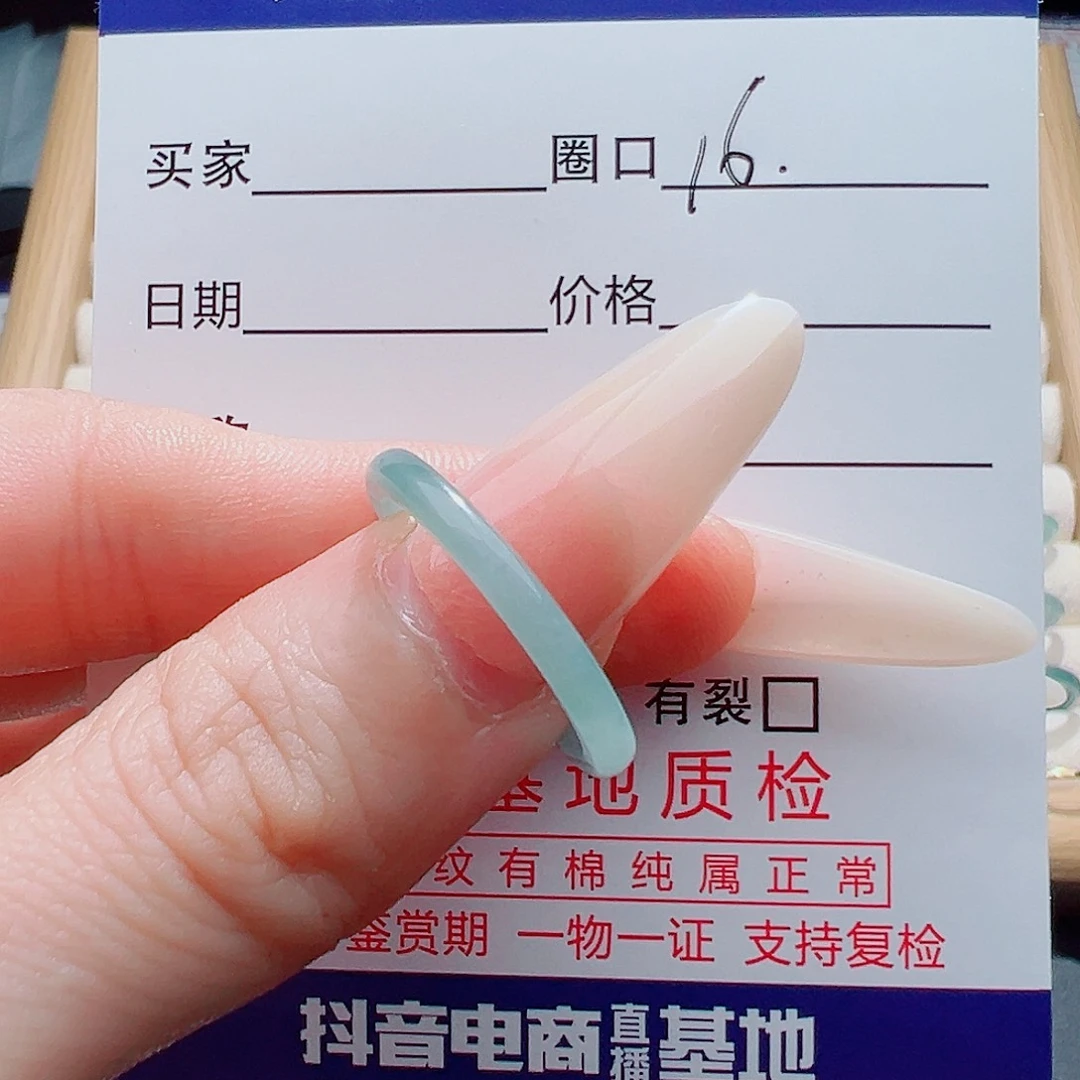 买家 圈口 16.
日期 价格
有裂□
基地质检
纹有棉纯属正常
鉴赏期 一物一证 支持复检
抖音电商直播基地